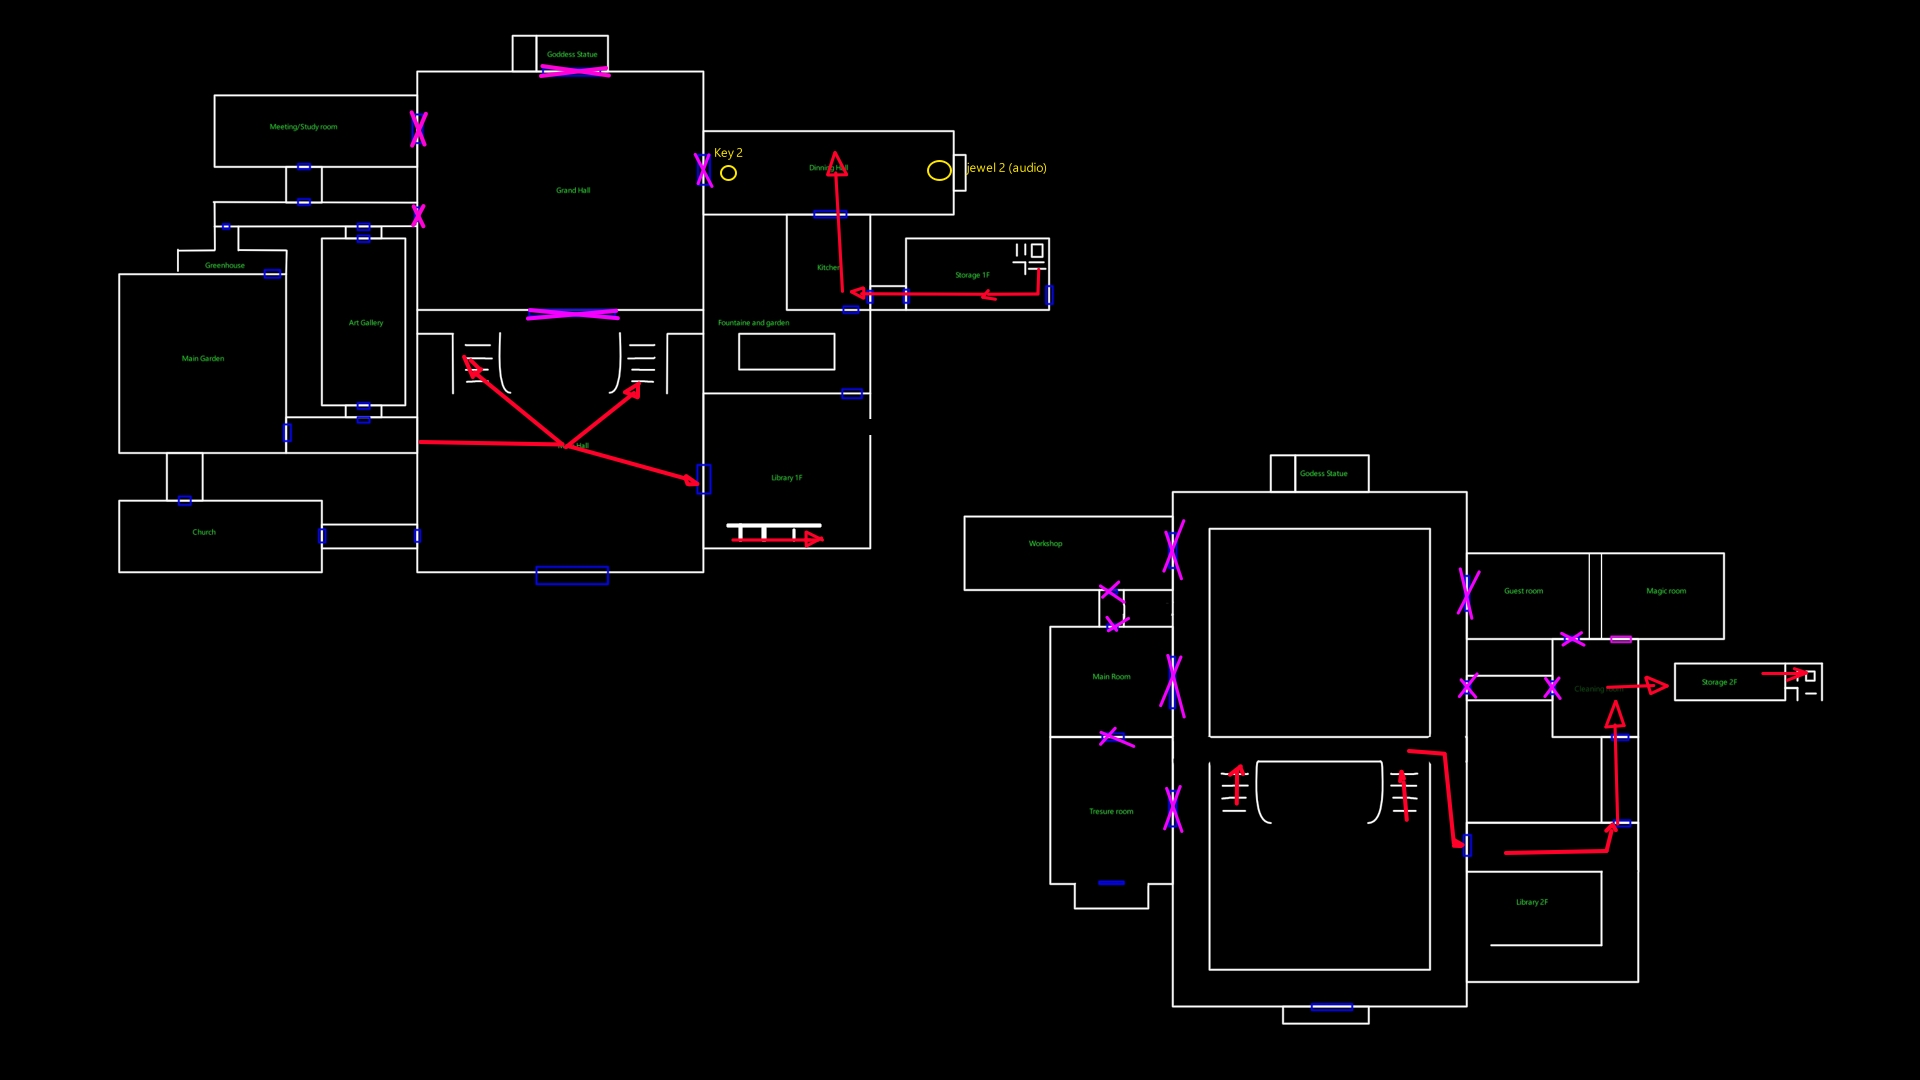 Goddess Statue
Meeting/Study room
Key 2
Dinning Hall
jewel 2 (audio)
Grand Hall
Greenhouse
Kitchen
Storage 1F
Art Gallery
Fountaine and garden
Main Garden
Hall
Library 1F
Church
Godess Statue
Workshop
Guest room
Magic room
Main Room
Cleaning
Storage 2F
Tresure room
Library 2F